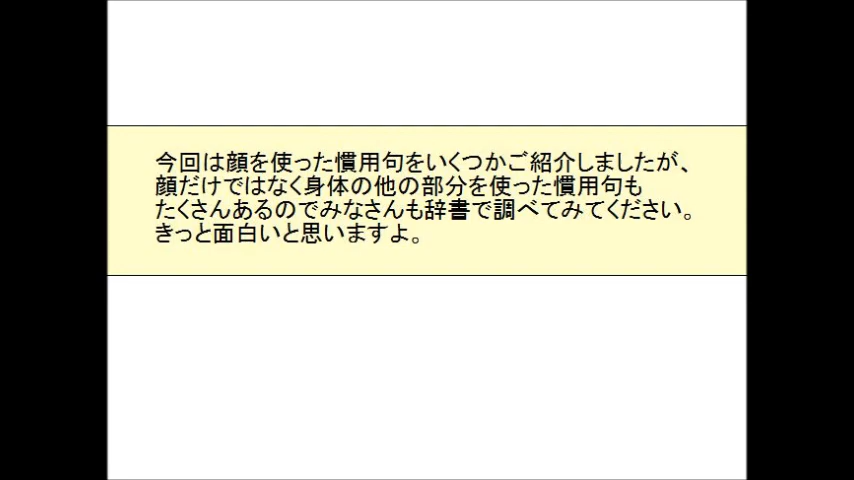 今回は顔を使った慣用句をいくつかご紹介しましたが、
顔だけではなく身体の他の部分を使った慣用句も
たくさんあるのでみなさんも辞書で調べてみてください。
きっと面白いと思いますよ。